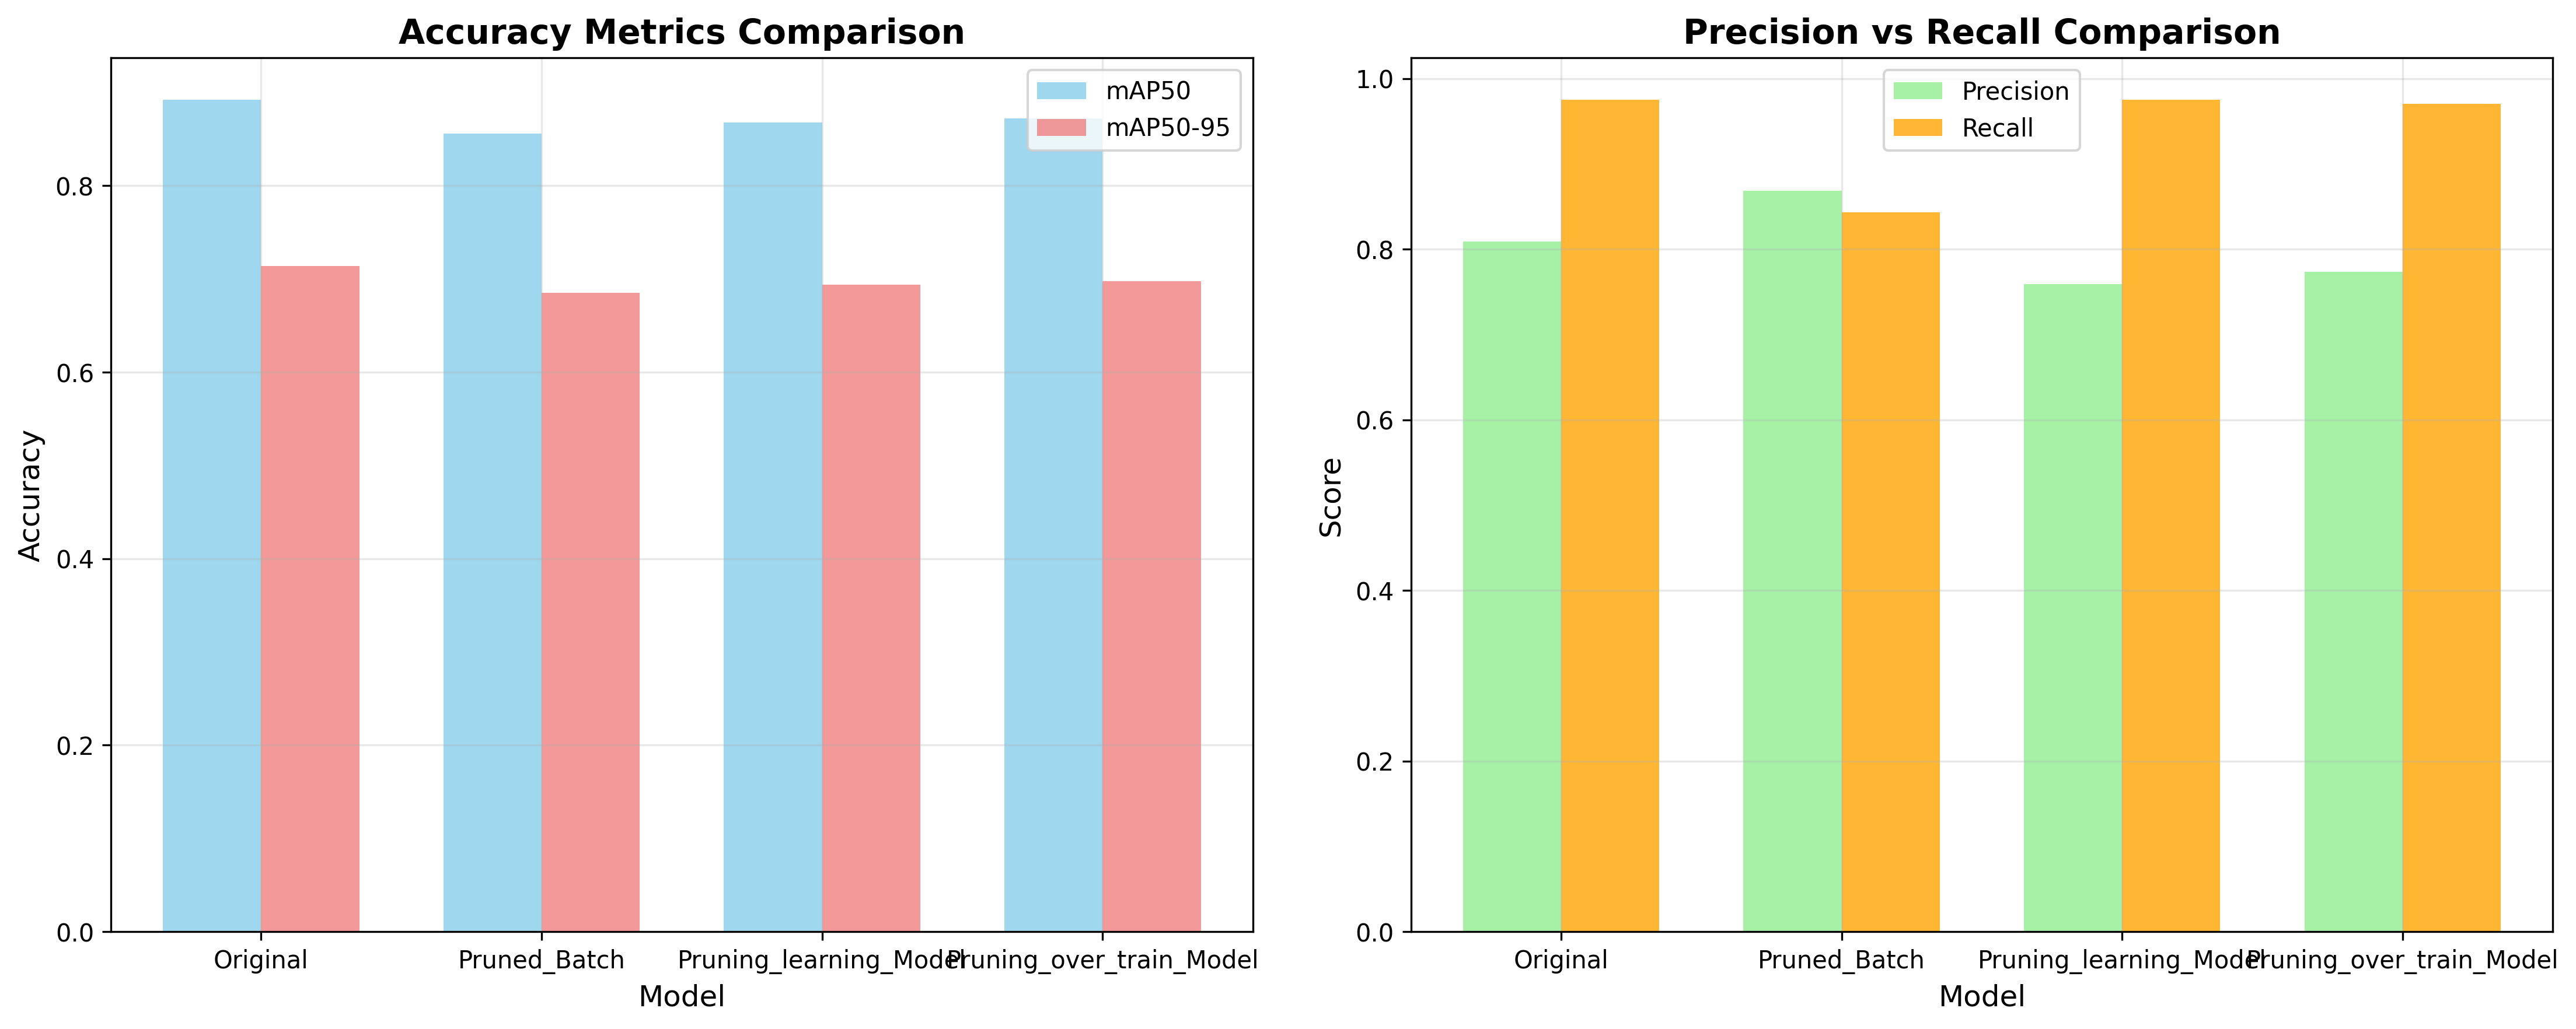 Accuracy Metrics Comparison
mAP50
mAP50-95
Accuracy
0.8
0.6
0.4
0.2
0.0
Original
Pruned_Batch
Pruning_learning_Model
Pruning_over_train_Model
Model
Precision vs Recall Comparison
Precision
Recall
Score
1.0
0.8
0.6
0.4
0.2
0.0
Original
Pruned_Batch
Pruning_learning_Model
Pruning_over_train_Model
Model